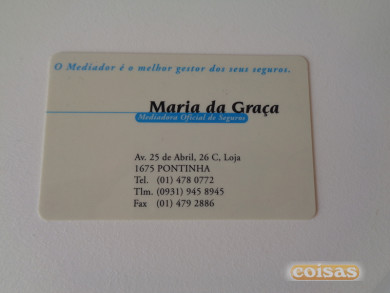 O Mediador é o melhor gestor dos seus seguros.
Maria da Graça
Mediadora Oficial de Seguros
Av. 25 de Abril, 26 C, Loja
1675 PONTINHA
Tel. (01) 478 0772
Tlm. (0931) 945 8945
Fax (01) 479 2886
coisas